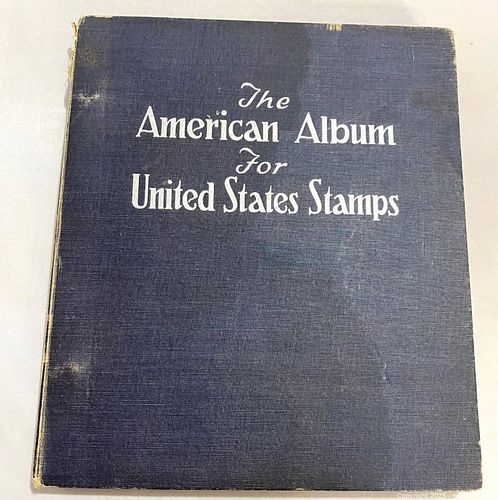 The
American Album
For
United States Stamps